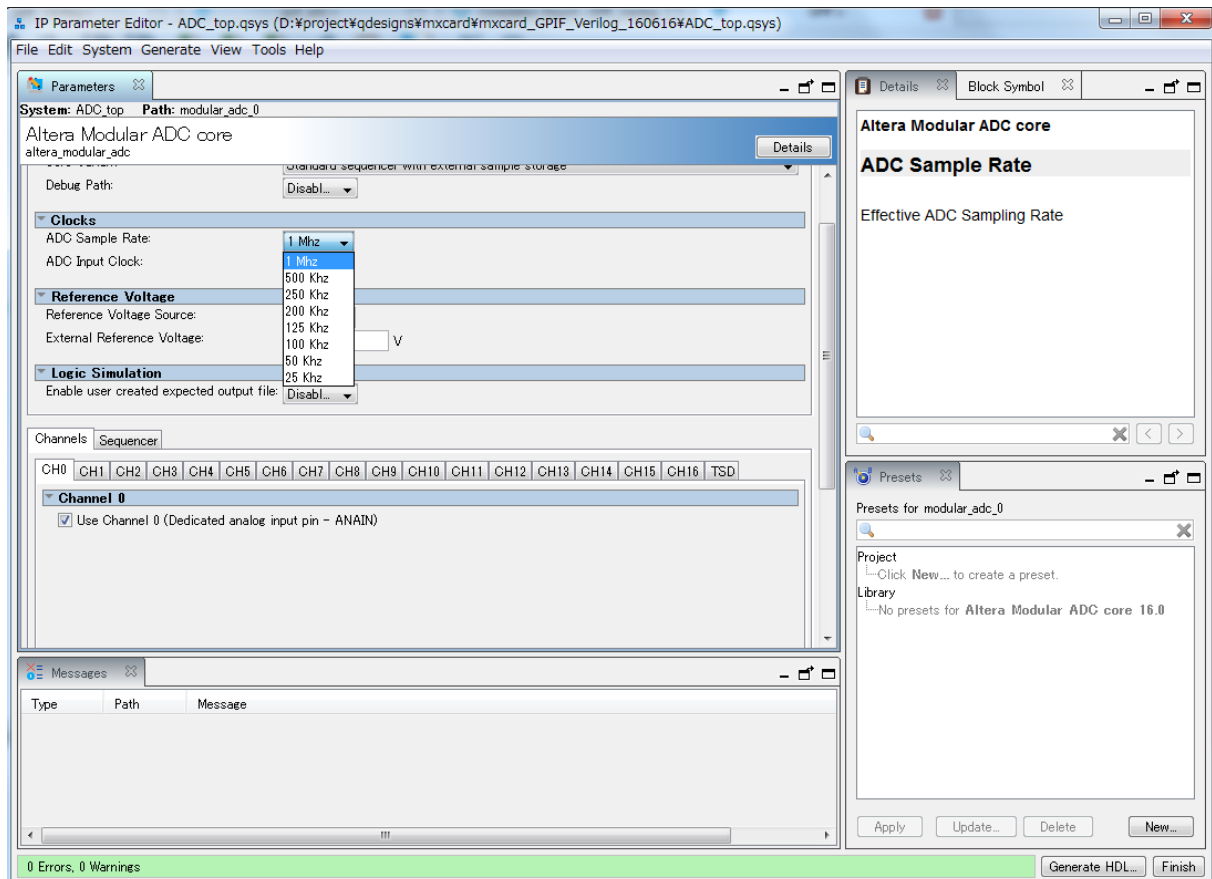 IP Parameter Editor - ADC_top.qsys (D:¥project¥qdesigns¥mxcard¥mxcard_GPIF_Verilog_160616¥ADC_top.qsys)
File Edit System Generate View Tools Help
Parameters
System: ADC_top Path: modular_adc_0
Altera Modular ADC core
altera_modular_adc
Details
Standard sequencer with external sample storage
Debug Path:
Disabl...
Clocks
ADC Sample Rate:
1 Mhz
ADC Input Clock:
1 Mhz
500 Khz
250 Khz
200 Khz
125 Khz
100 Khz
50 Khz
25 Khz
Reference Voltage
Reference Voltage Source:
External Reference Voltage:
V
Logic Simulation
Enable user created expected output file:
Disabl...
Channels Sequencer
CH0 CH1 CH2 CH3 CH4 CH5 CH6 CH7 CH8 CH9 CH10 CH11 CH12 CH13 CH14 CH15 CH16 TSD
Channel 0
Use Channel 0 (Dedicated analog input pin - ANAIN)
Messages
Type Path Message
0 Errors, 0 Warnings
Details Block Symbol
Altera Modular ADC core
ADC Sample Rate
Effective ADC Sampling Rate
Presets
Presets for modular_adc_0
Project
Click New... to create a preset.
Library
No presets for Altera Modular ADC core 16.0
Apply Update... Delete New...
Generate HDL... Finish